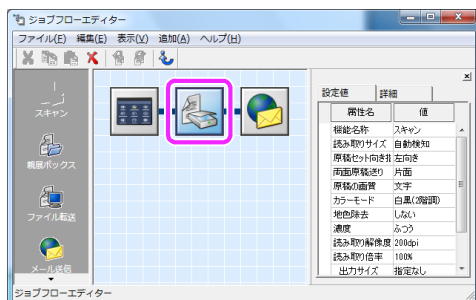 ジョブフローエディター
ファイル(F) 編集(E) 表示(V) 追加(A) ヘルプ(H)
スキャン
親展ボックス
ファイル転送
メール送信
設定値 詳細
属性名 値
機能名称 スキャン
読み取りサイズ 自動検知
原稿セット向き指 左向き
両面原稿送り 片面
原稿の画質 文字
カラーモード 白黒(2階調)
地色除去 しない
濃度 ふつう
読み取り解像度 200dpi
読み取り倍率 100%
出力サイズ 指定なし
ジョブフローエディター